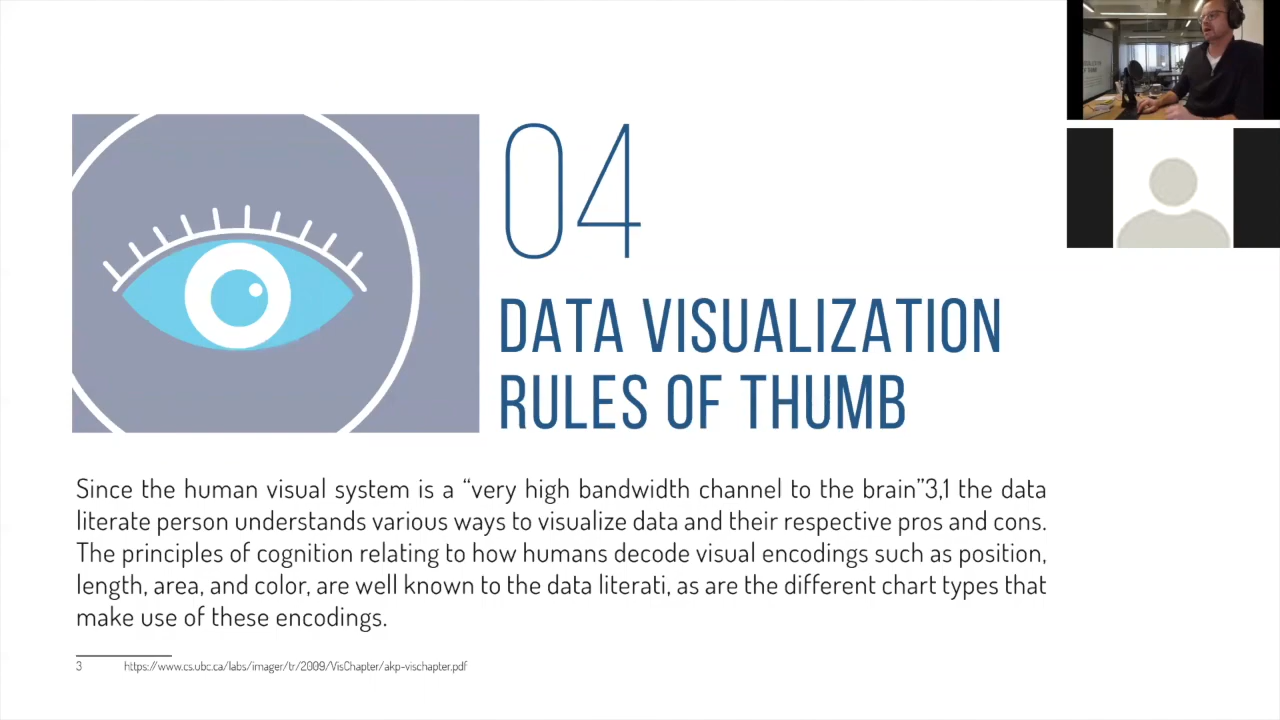 04
DATA VISUALIZATION
RULES OF THUMB
Since the human visual system is a “very high bandwidth channel to the brain”3,1 the data
literate person understands various ways to visualize data and their respective pros and cons.
The principles of cognition relating to how humans decode visual encodings such as position,
length, area, and color, are well known to the data literati, as are the different chart types that
make use of these encodings.
3 https://www.cs.ubc.ca/labs/imager/tr/2009/VisChapter/akp-vischapter.pdf